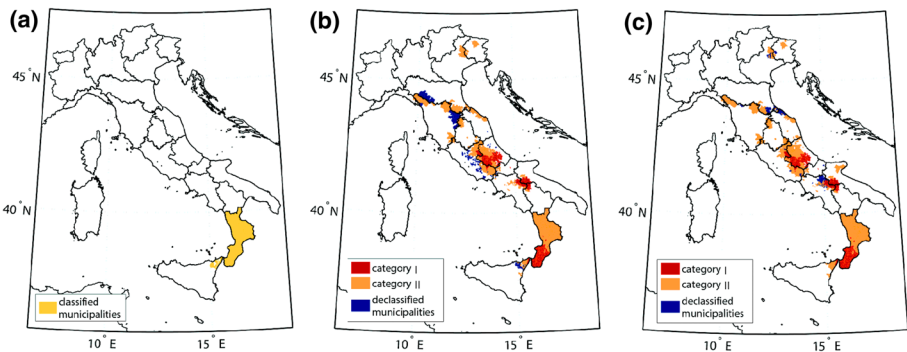 (a)
45° N
40° N
classified
municipalities
10° E
15° E
(b)
45° N
40° N
category I
category II
declassified
municipalities
10° E
15° E
(c)
45° N
40° N
category I
category II
declassified
municipalities
10° E
15° E